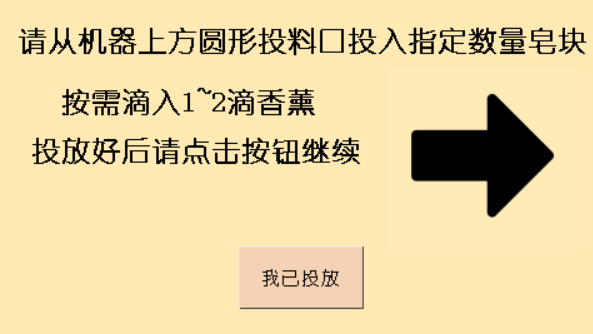 请从机器上方圆形投料口投入指定数量皂块
按需滴入1~2滴香薰
投放好后请点击按钮继续
我已投放